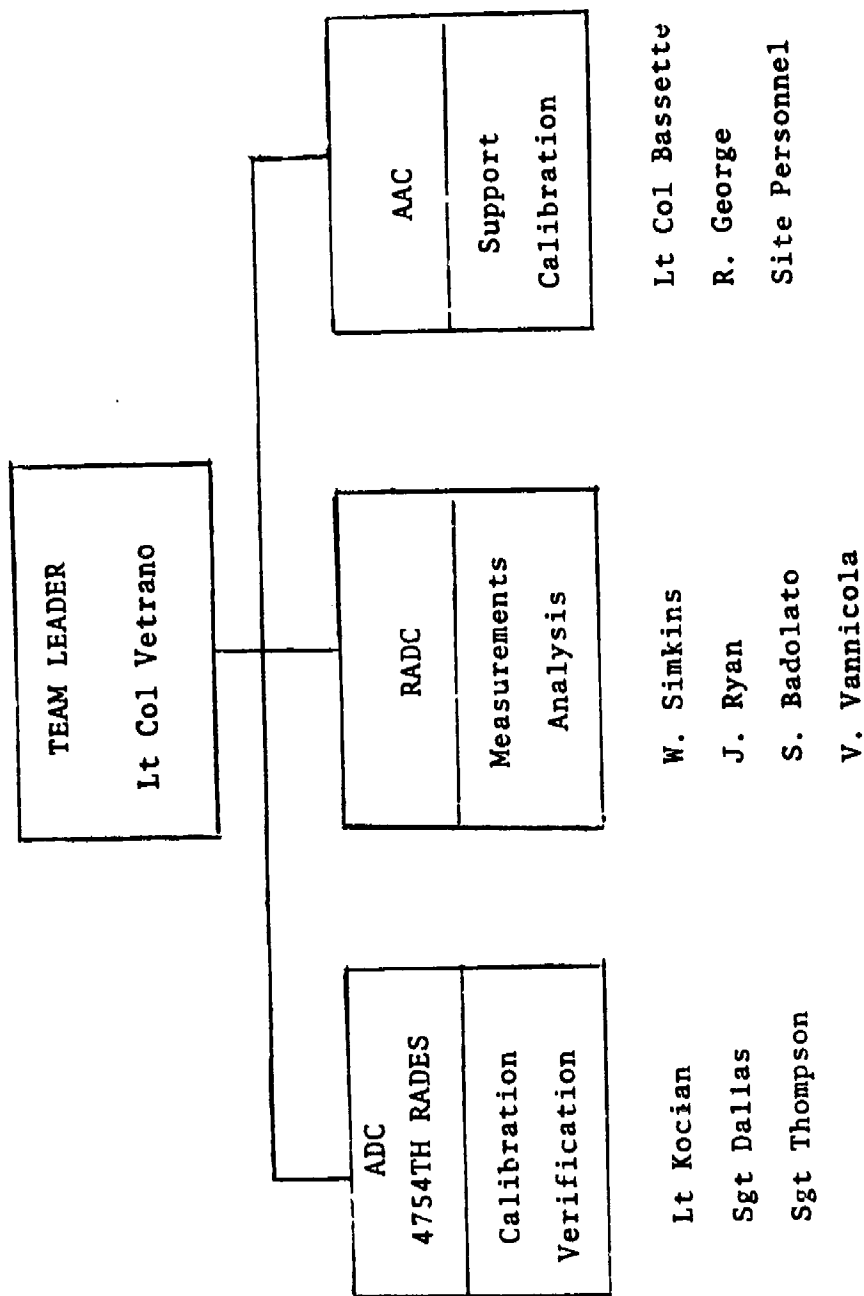 TEAM LEADER
Lt Col Vetrano
ADC
4754TH RADES
Calibration
Verification
Lt Kocian
Sgt Dallas
Sgt Thompson
RADC
Measurements
Analysis
W. Simkins
J. Ryan
S. Badolato
V. Vannicola
AAC
Support
Calibration
Lt Col Bassette
R. George
Site Personnel